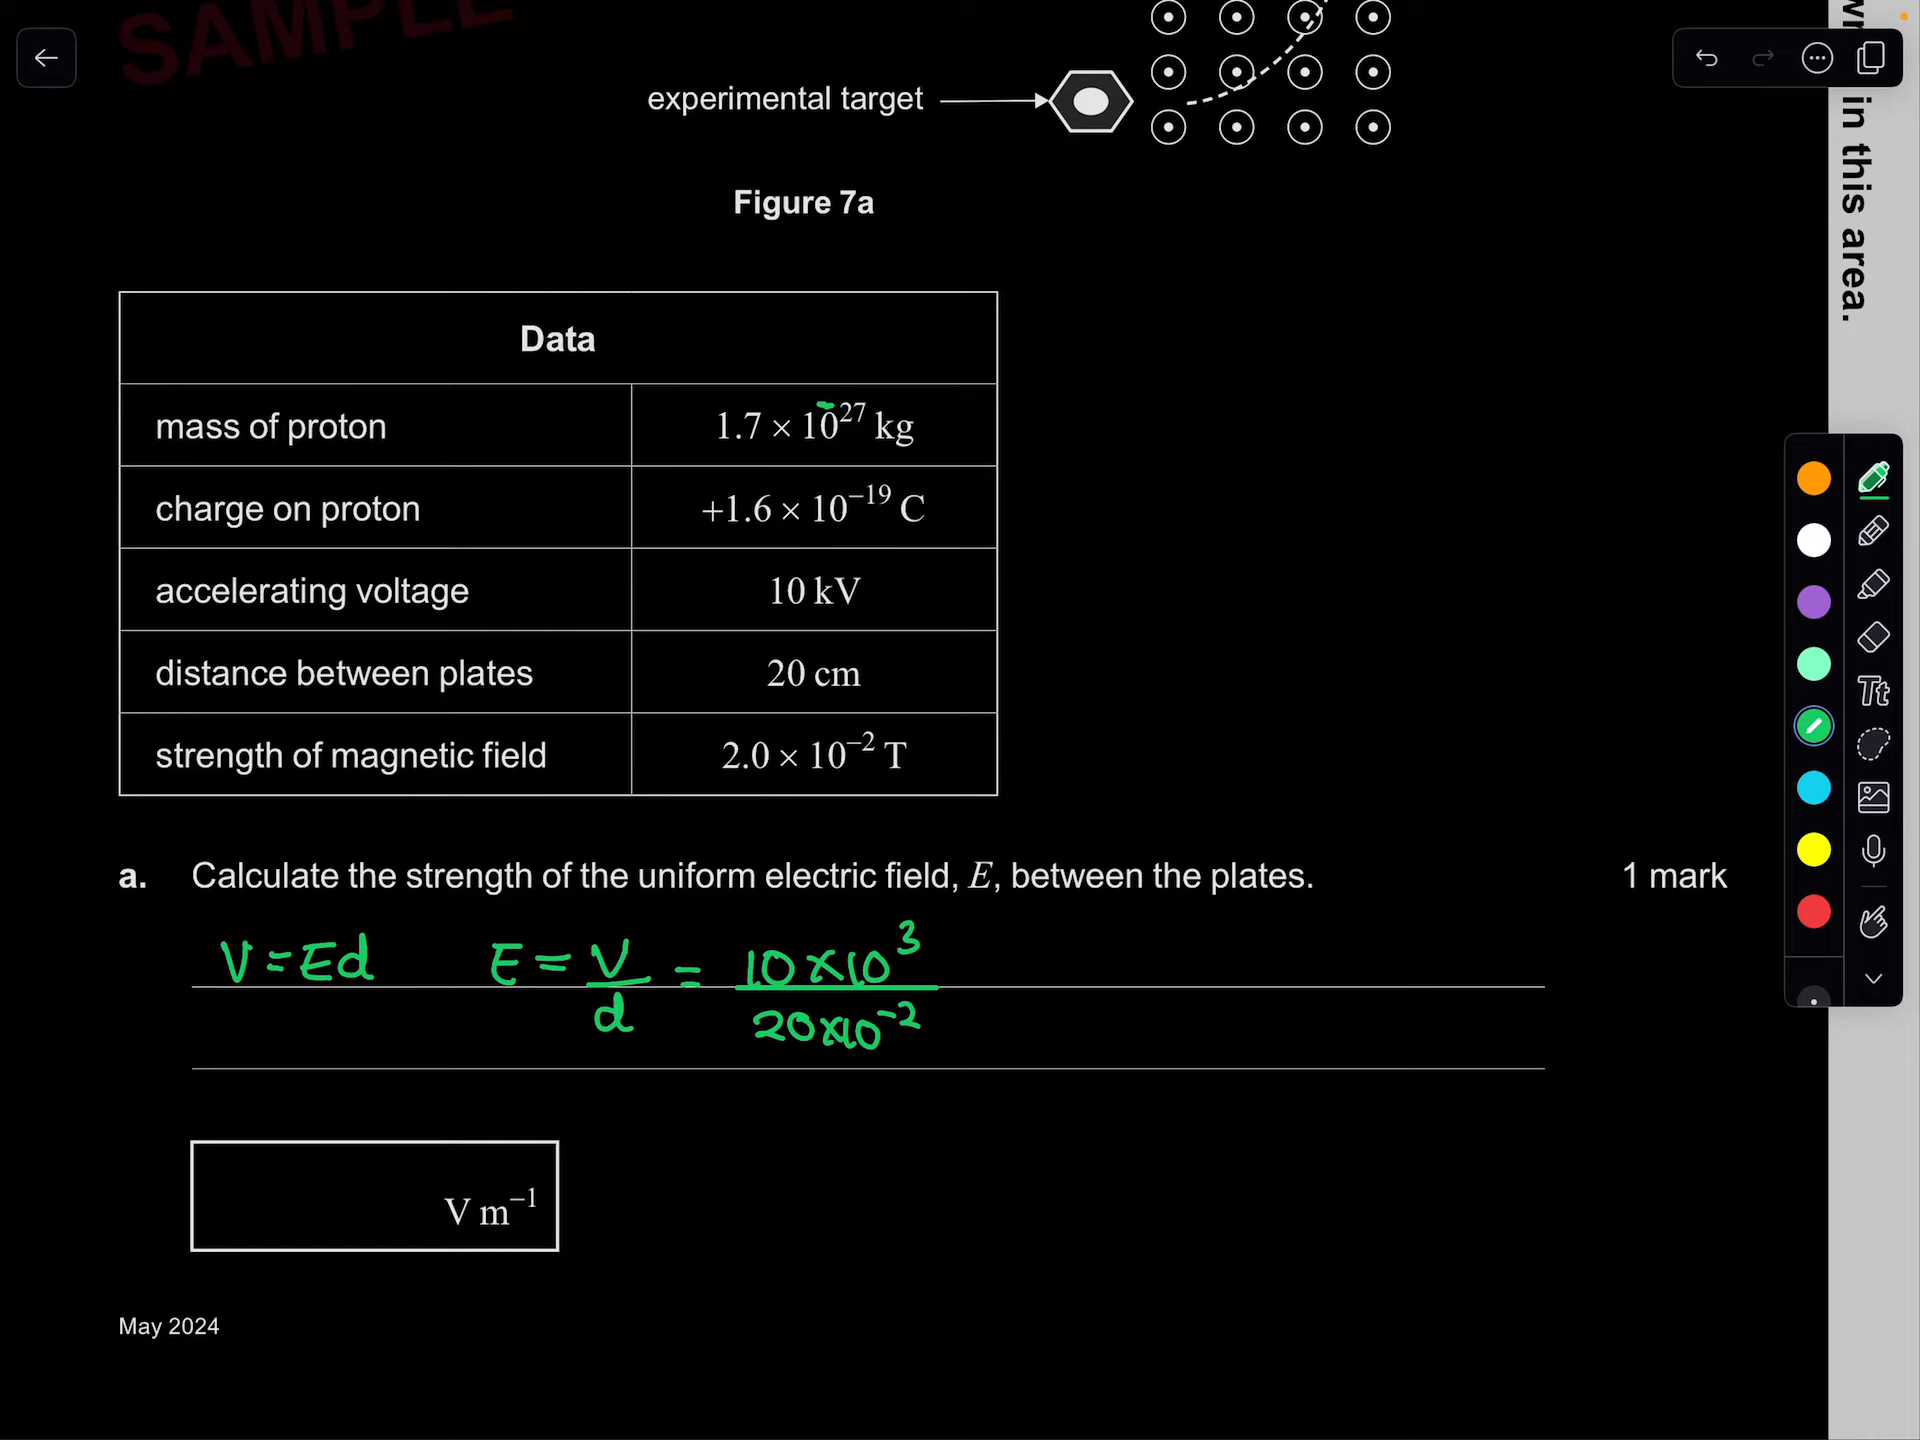 SAMPLE
experimental target
Figure 7a
Data
mass of proton 1.7 × 10⁻²⁷ kg
charge on proton +1.6 × 10⁻¹⁹ C
accelerating voltage 10 kV
distance between plates 20 cm
strength of magnetic field 2.0 × 10⁻² T
a. Calculate the strength of the uniform electric field, E, between the plates. 1 mark
V = Ed E = V/d = 10×10³/20×10⁻²
V m⁻¹
May 2024
in this area.
Tt